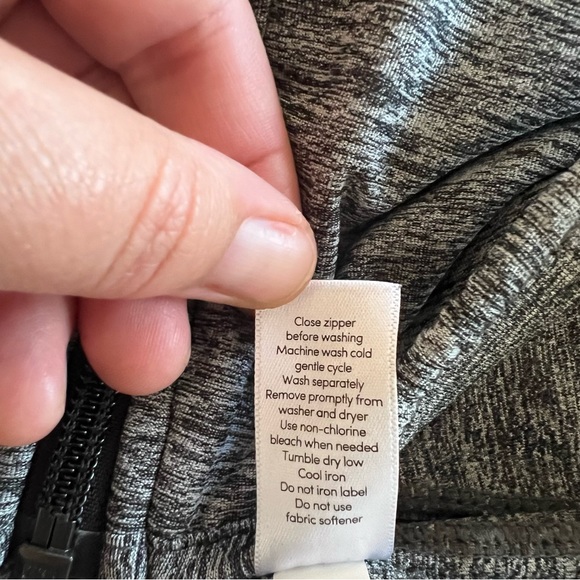 Close zipper
before washing
Machine wash cold
gentle cycle
Wash separately
Remove promptly from
washer and dryer
Use non-chlorine
bleach when needed
Tumble dry low
Cool iron
Do not iron label
Do not use
fabric softener